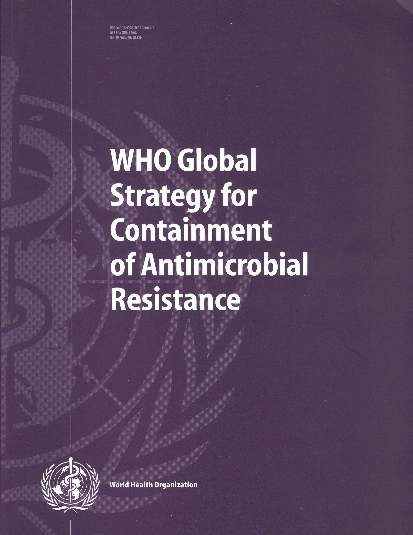 WHO Global
Strategy for
Containment
of Antimicrobial
Resistance
World Health Organization